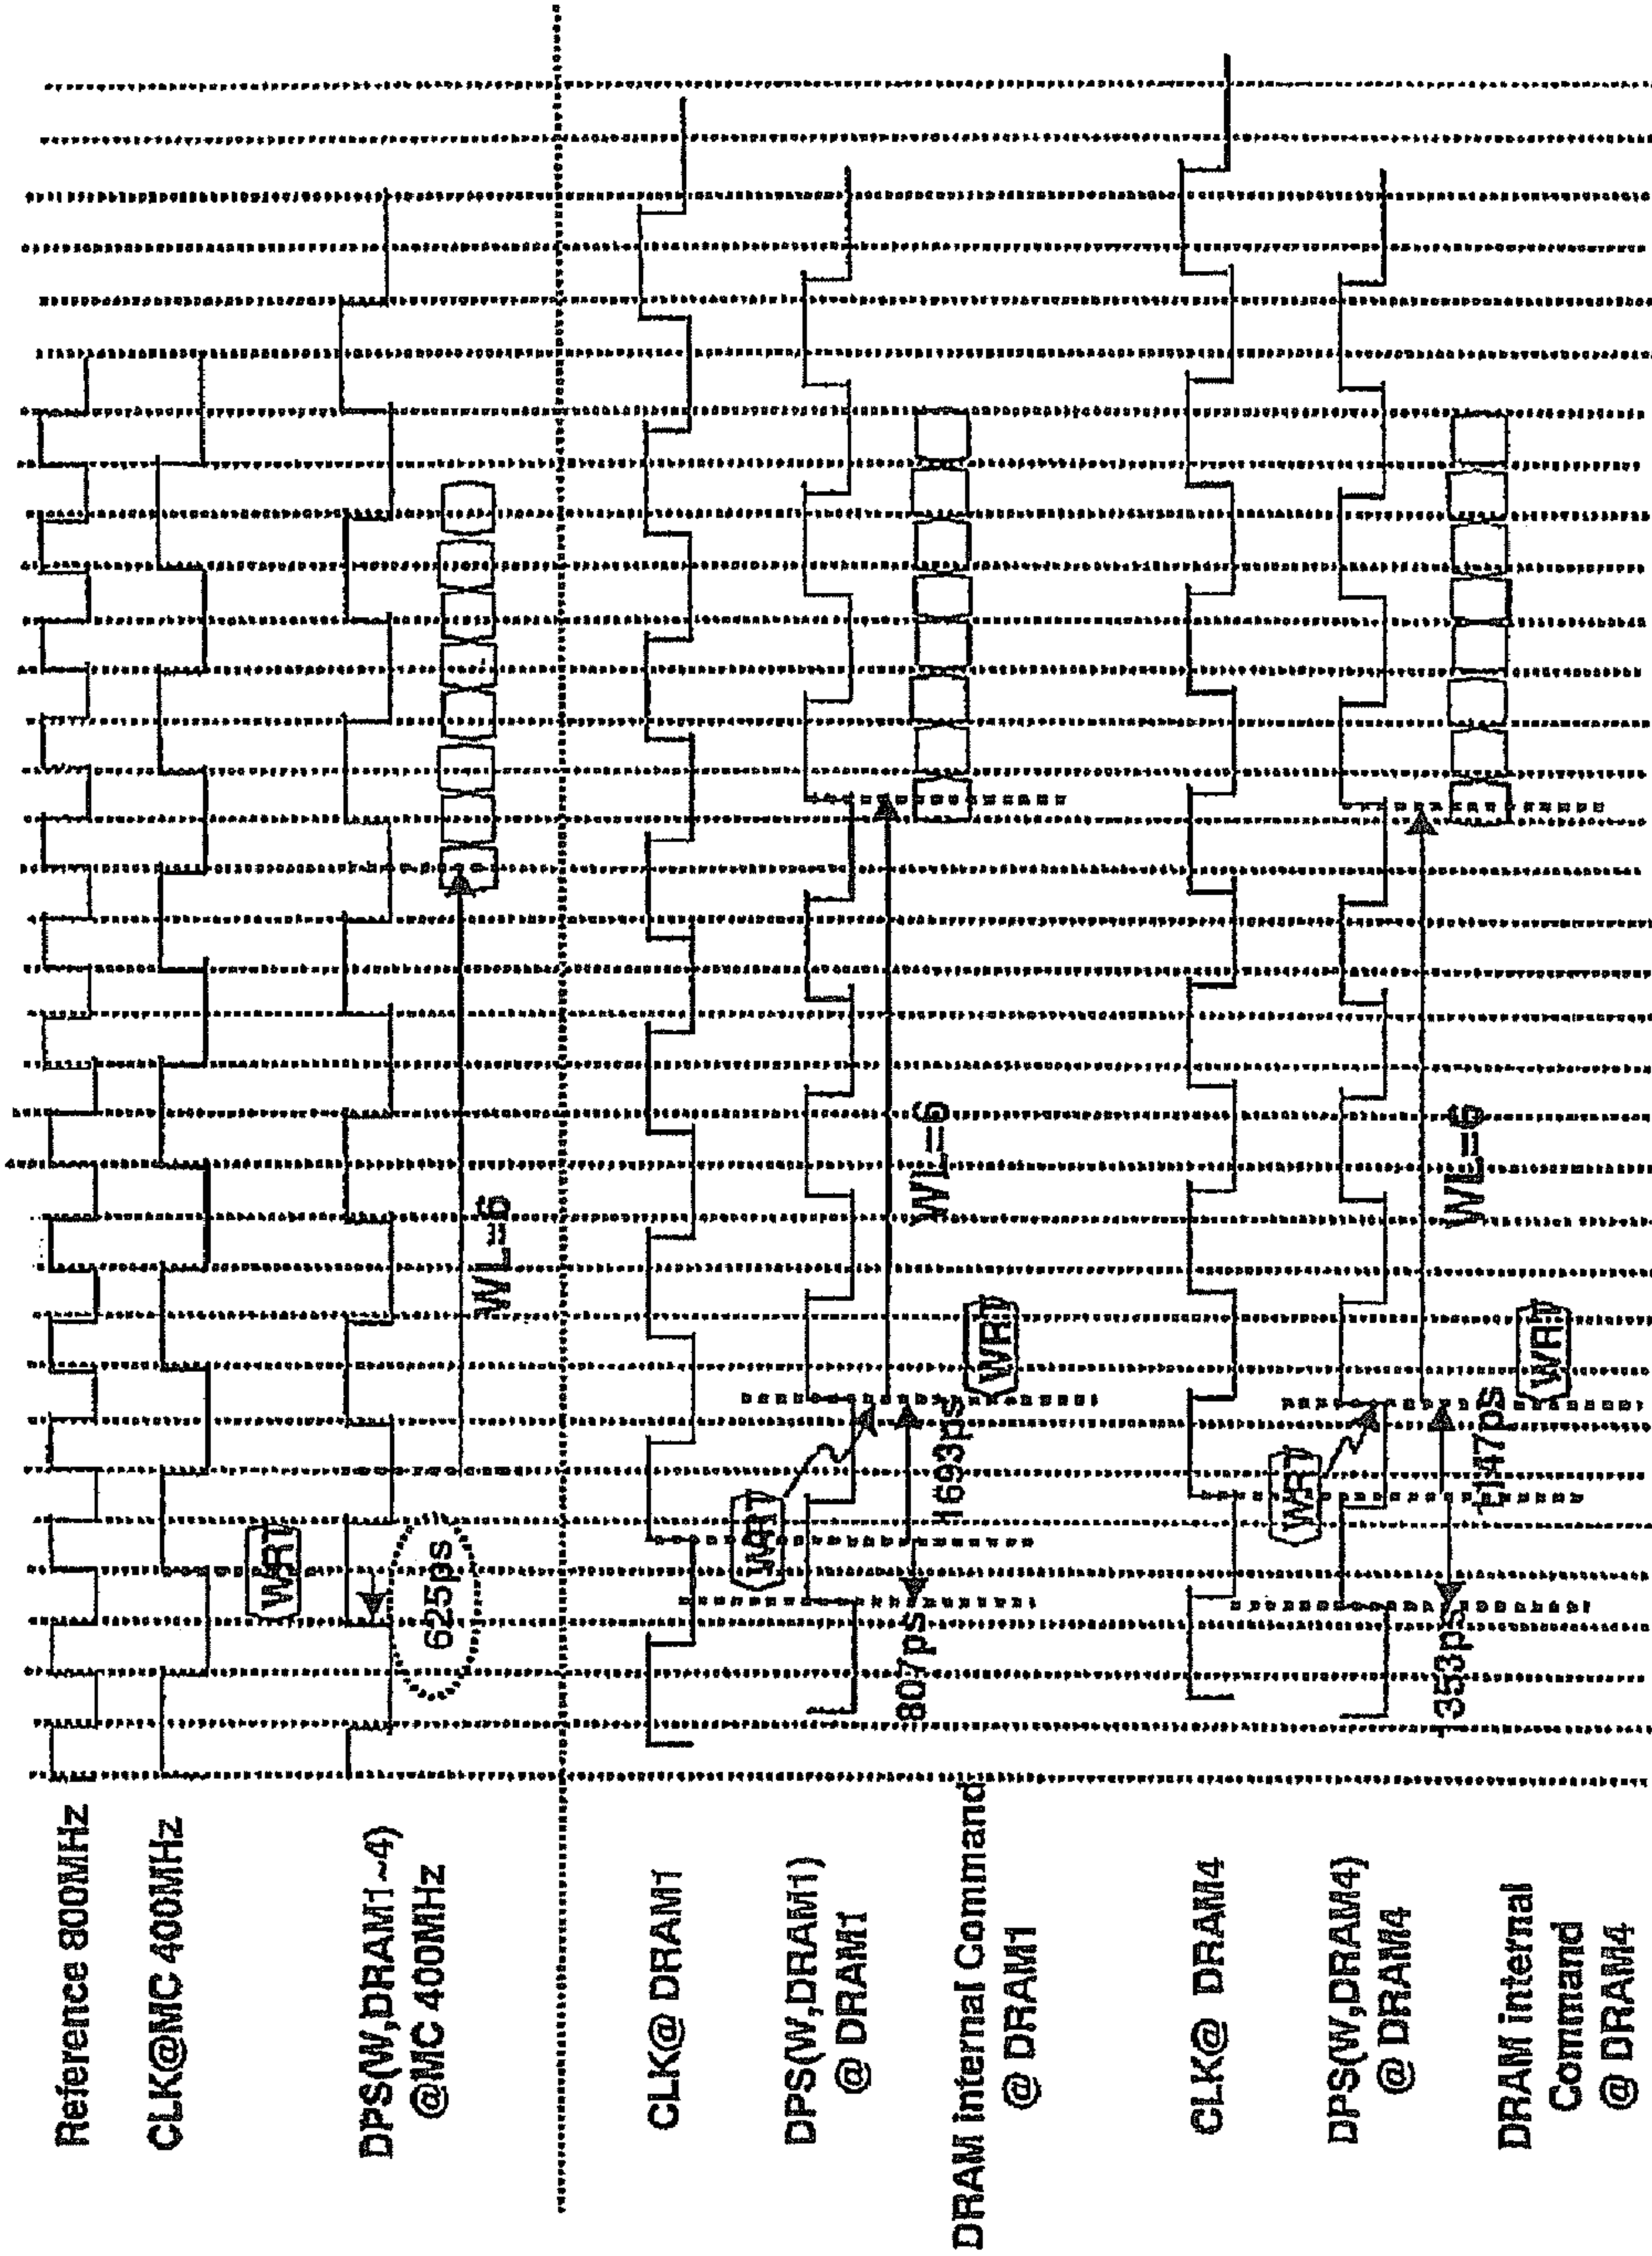 Reference 800MHz
CLK@MC 400MHz
WRT
DPS(W,DRAM1~4)
@MC 400MHz
625ps
WL=6
CLK@ DRAM1
WRT
DPS(W,DRAM1)
@ DRAM1
-807ps
1693ps
WL=6
DRAM internal Command
@ DRAM1
WRT
CLK@ DRAM4
WRT
DPS(W,DRAM4)
@ DRAM4
-1353ps
1147ps
WL=6
DRAM internal
Command
@ DRAM4
WRT